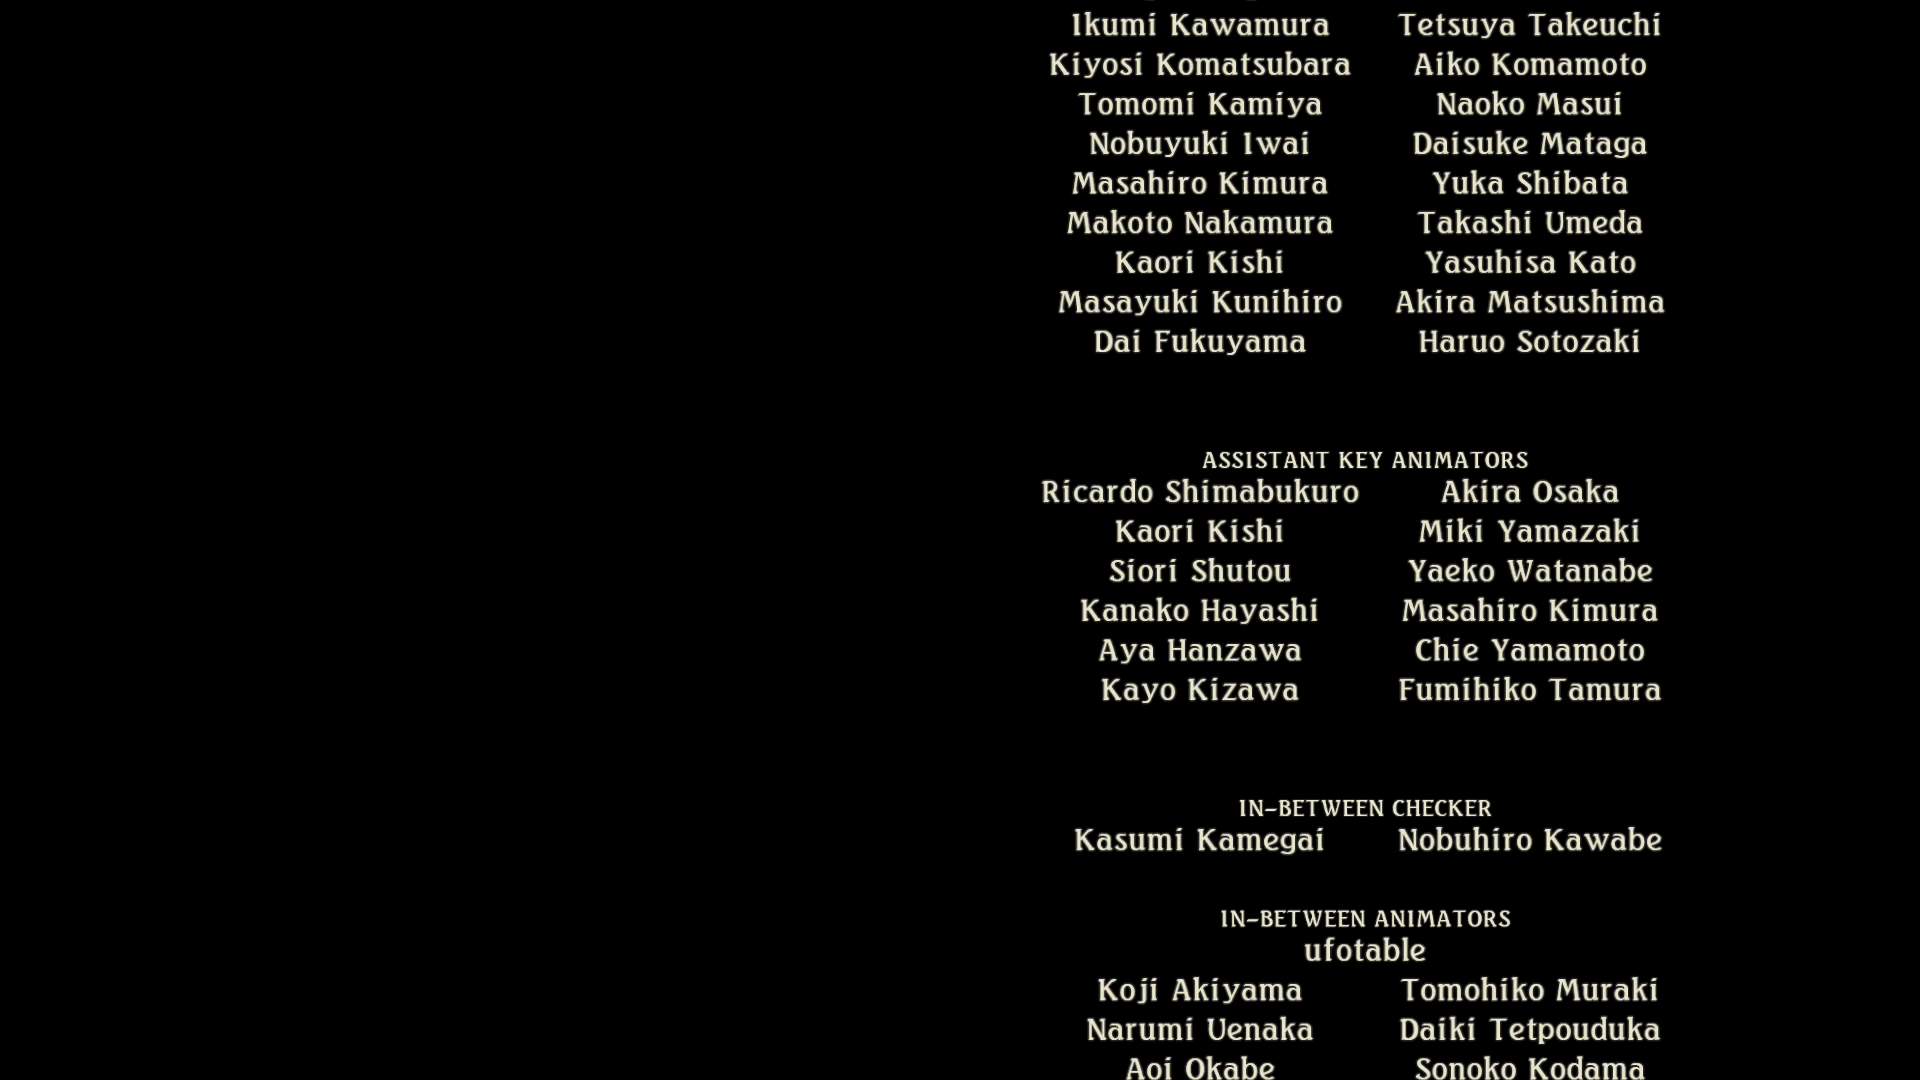 Ikumi Kawamura Tetsuya Takeuchi
Kiyosi Komatsubara Aiko Komamoto
Tomomi Kamiya Naoko Masui
Nobuyuki Iwai Daisuke Mataga
Masahiro Kimura Yuka Shibata
Makoto Nakamura Takashi Umeda
Kaori Kishi Yasuhisa Kato
Masayuki Kunihiro Akira Matsushima
Dai Fukuyama Haruo Sotozaki
ASSISTANT KEY ANIMATORS
Ricardo Shimabukuro Akira Osaka
Kaori Kishi Miki Yamazaki
Siori Shutou Yaeko Watanabe
Kanako Hayashi Masahiro Kimura
Aya Hanzawa Chie Yamamoto
Kayo Kizawa Fumihiko Tamura
IN-BETWEEN CHECKER
Kasumi Kamegai Nobuhiro Kawabe
IN-BETWEEN ANIMATORS
ufotable
Koji Akiyama Tomohiko Muraki
Narumi Uenaka Daiki Tetpouduka
Aoi Okabe Sonoko Kodama